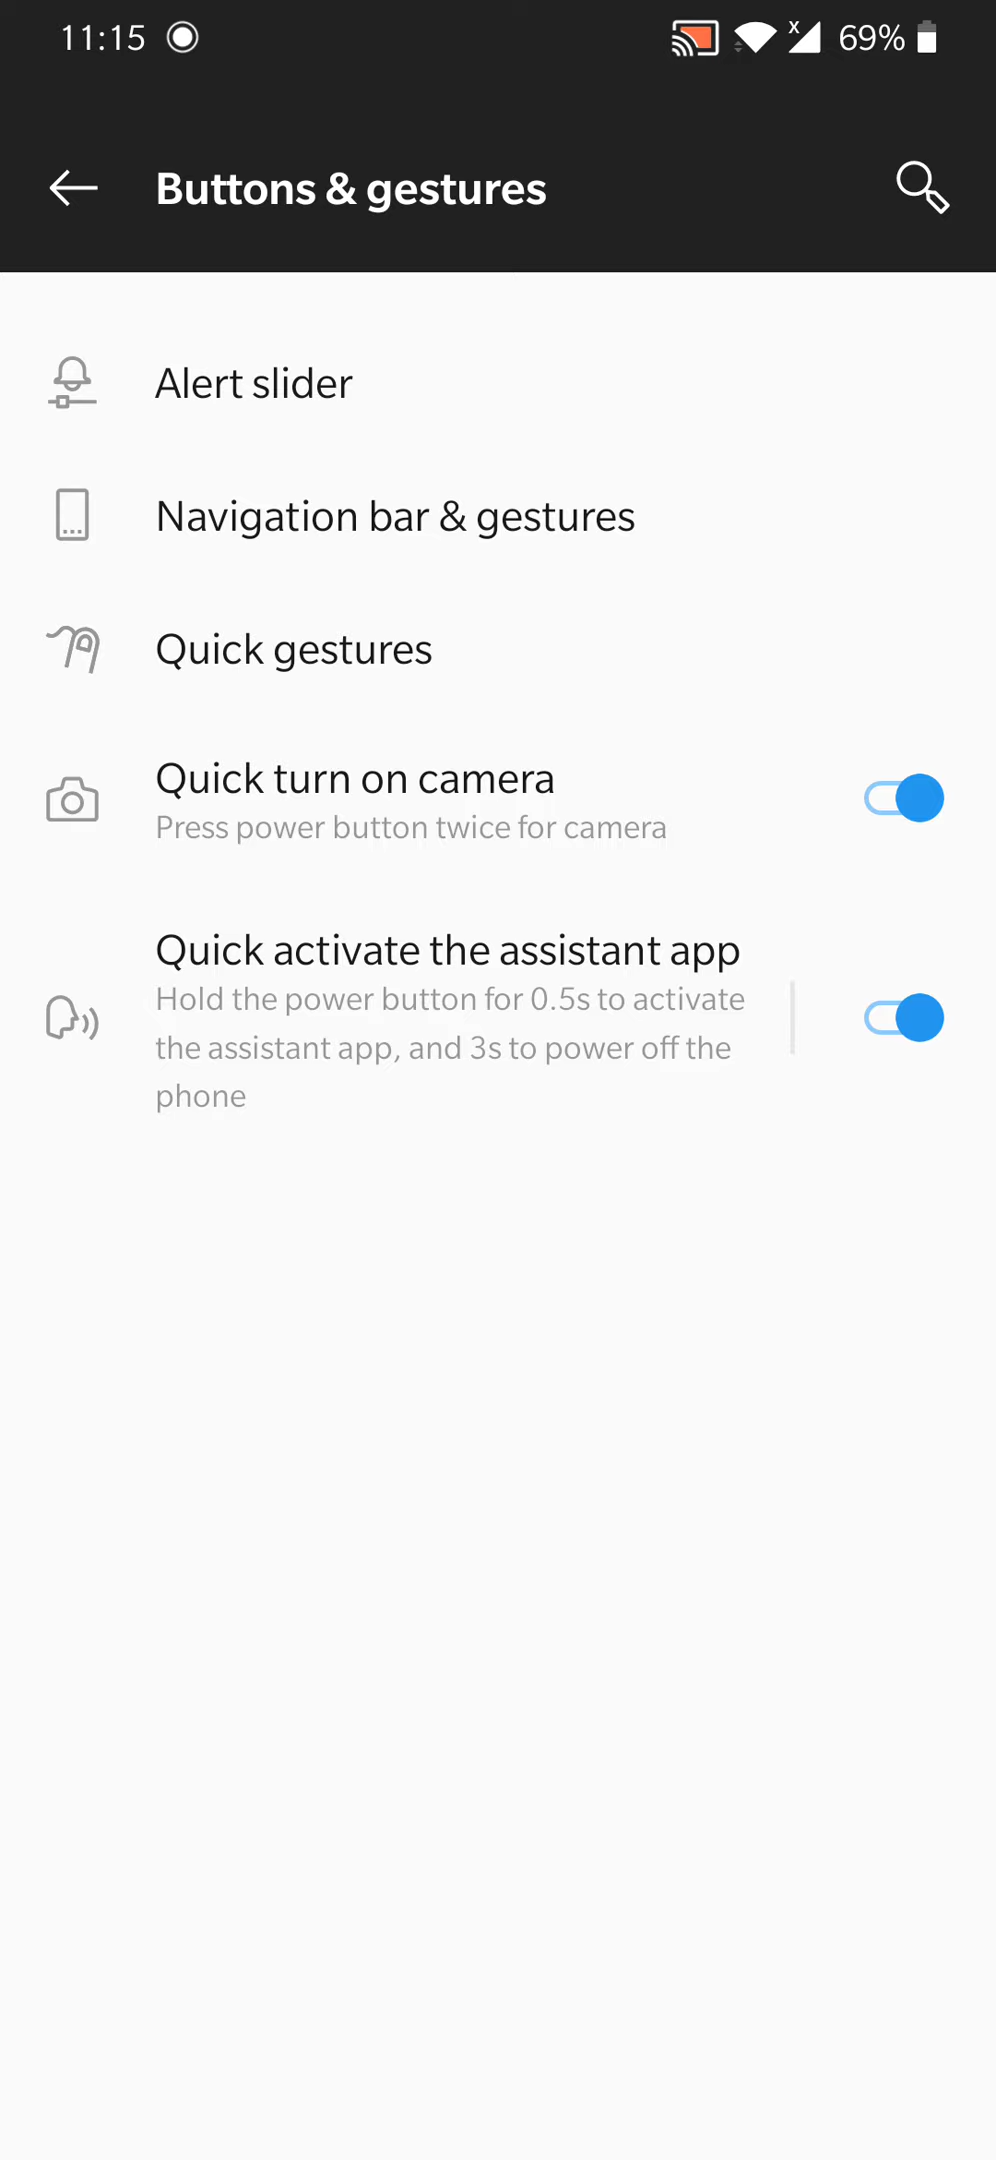 11:15
x
69%
Buttons & gestures
Alert slider
Navigation bar & gestures
Quick gestures
Quick turn on camera
Press power button twice for camera
Quick activate the assistant app
Hold the power button for 0.5s to activate
the assistant app, and 3s to power off the
phone